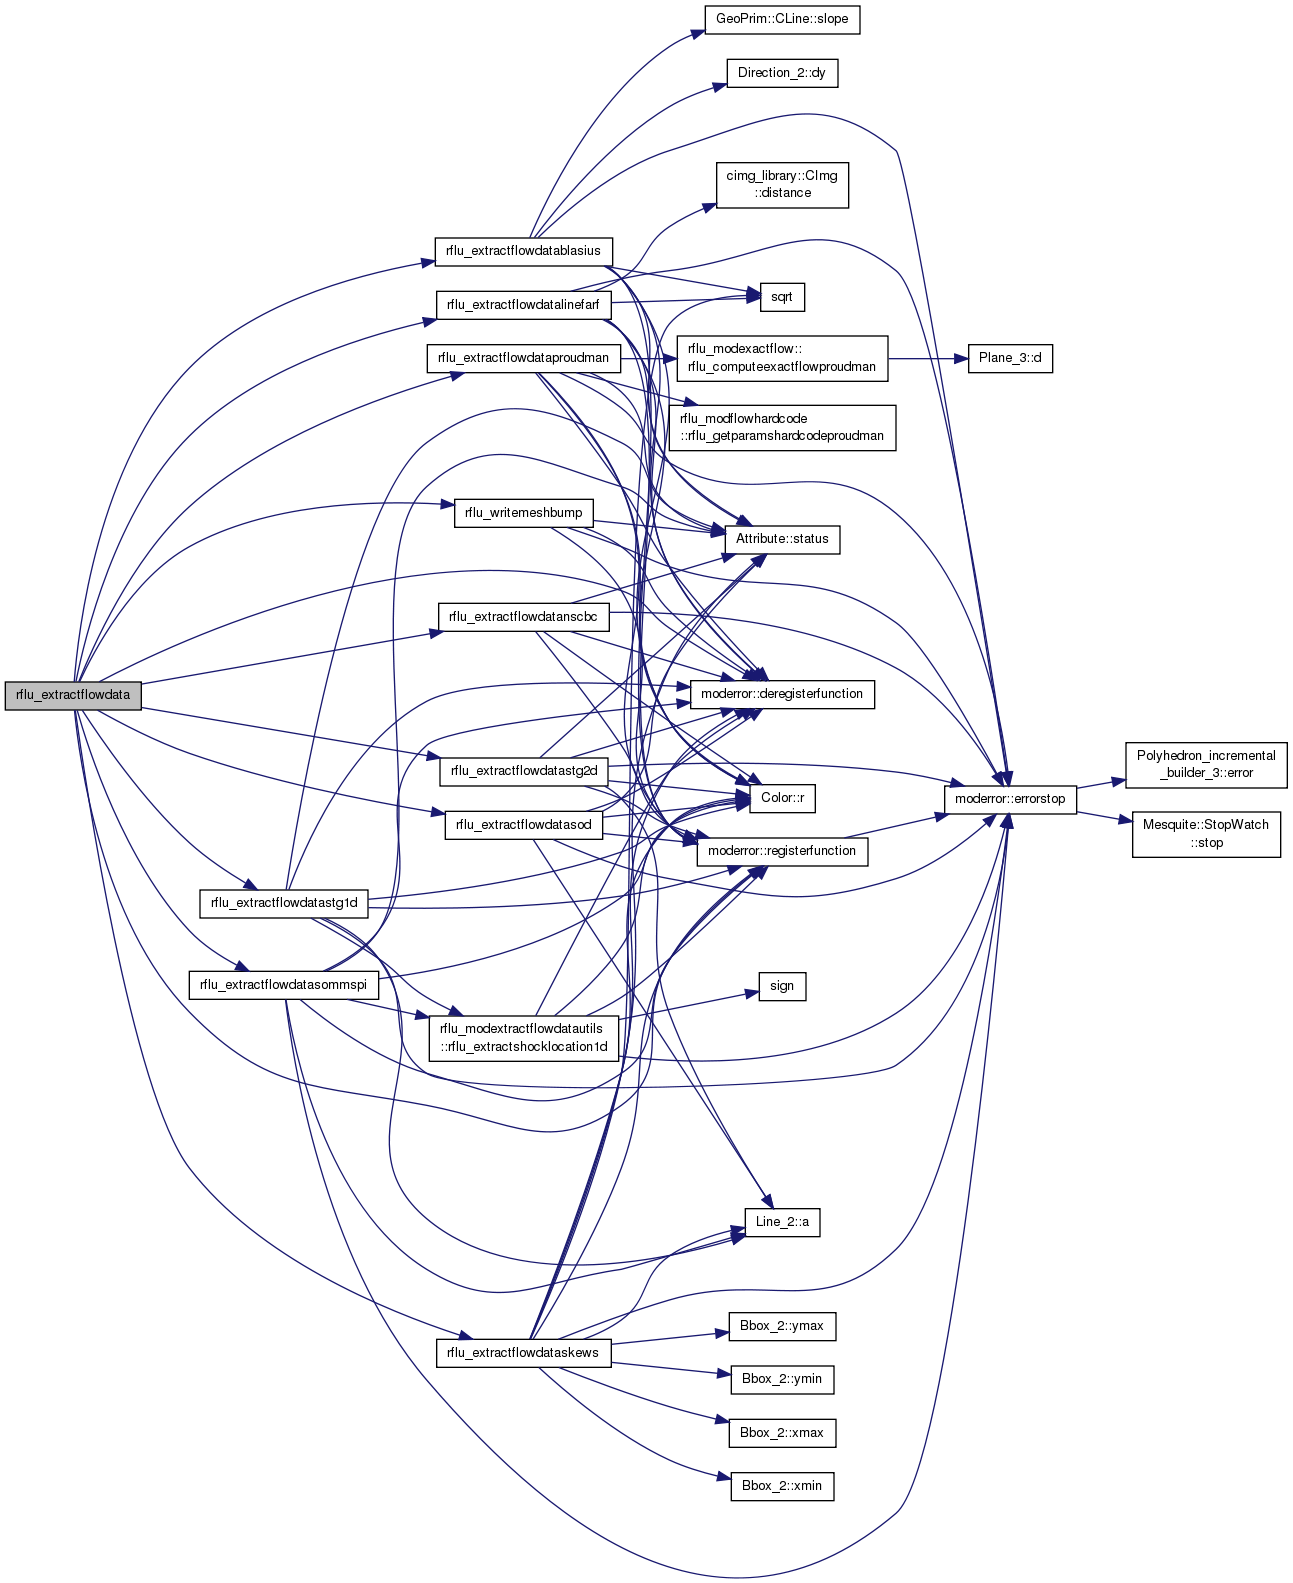 GeoPrim::CLine::slope
Direction_2::dy
cimg_library::CImg
::distance
rflu_extractflowdatablasius
sqrt
rflu_extractflowdatalinefarf
rflu_modexactflow::
rflu_computeexactflowproudman
Plane_3::d
rflu_extractflowdataproudman
rflu_modflowhardcode
::rflu_getparamshardcodeproudman
rflu_writemeshbump
Attribute::status
rflu_extractflowdatanscbc
rflu_extractflowdata
moderror::deregisterfunction
rflu_extractflowdatastg2d
Polyhedron_incremental
_builder_3::error
Color::r
moderror::errorstop
rflu_extractflowdatasod
Mesquite::StopWatch
::stop
moderror::registerfunction
rflu_extractflowdatastg1d
rflu_extractflowdatasommspi
sign
rflu_modextractflowdatautils
::rflu_extractshocklocation1d
Line_2::a
Bbox_2::ymax
rflu_extractflowdataskews
Bbox_2::ymin
Bbox_2::xmax
Bbox_2::xmin